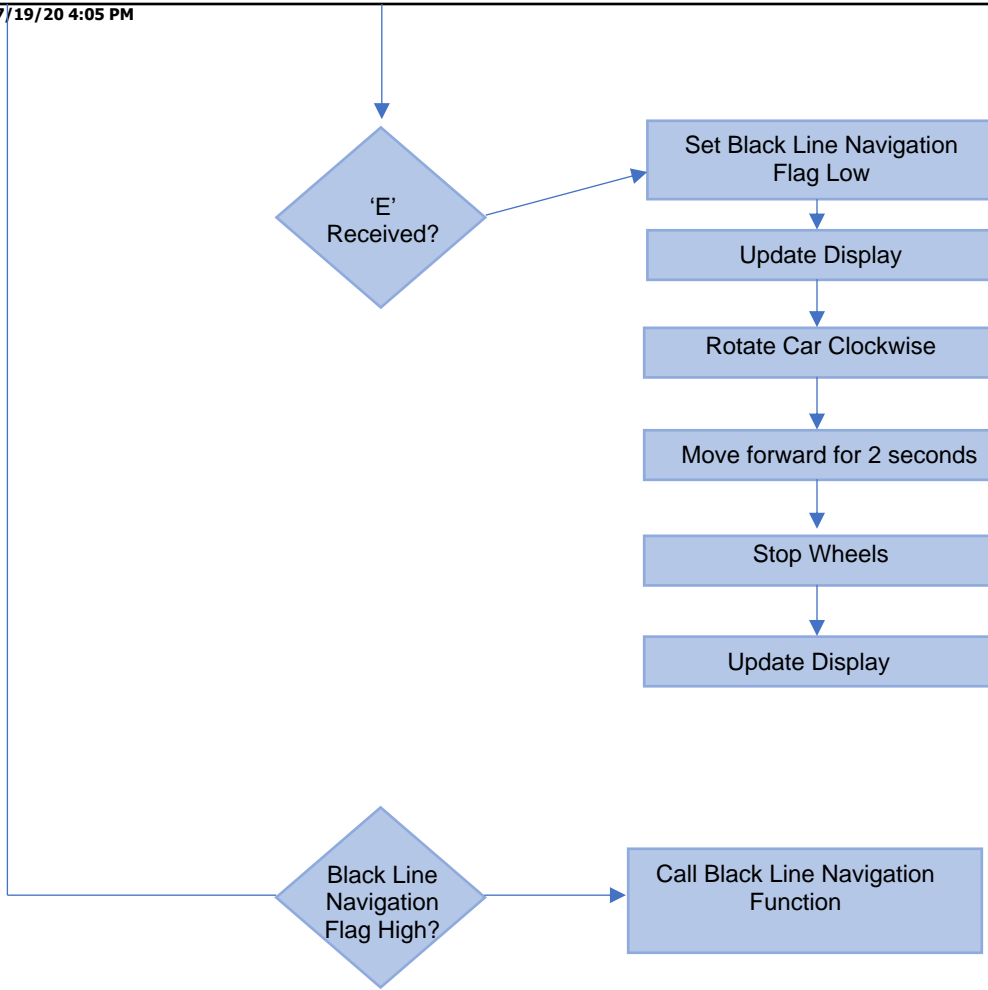 7/19/20 4:05 PM
‘E’
Received?
Set Black Line Navigation
Flag Low
Update Display
Rotate Car Clockwise
Move forward for 2 seconds
Stop Wheels
Update Display
Black Line
Navigation
Flag High?
Call Black Line Navigation
Function